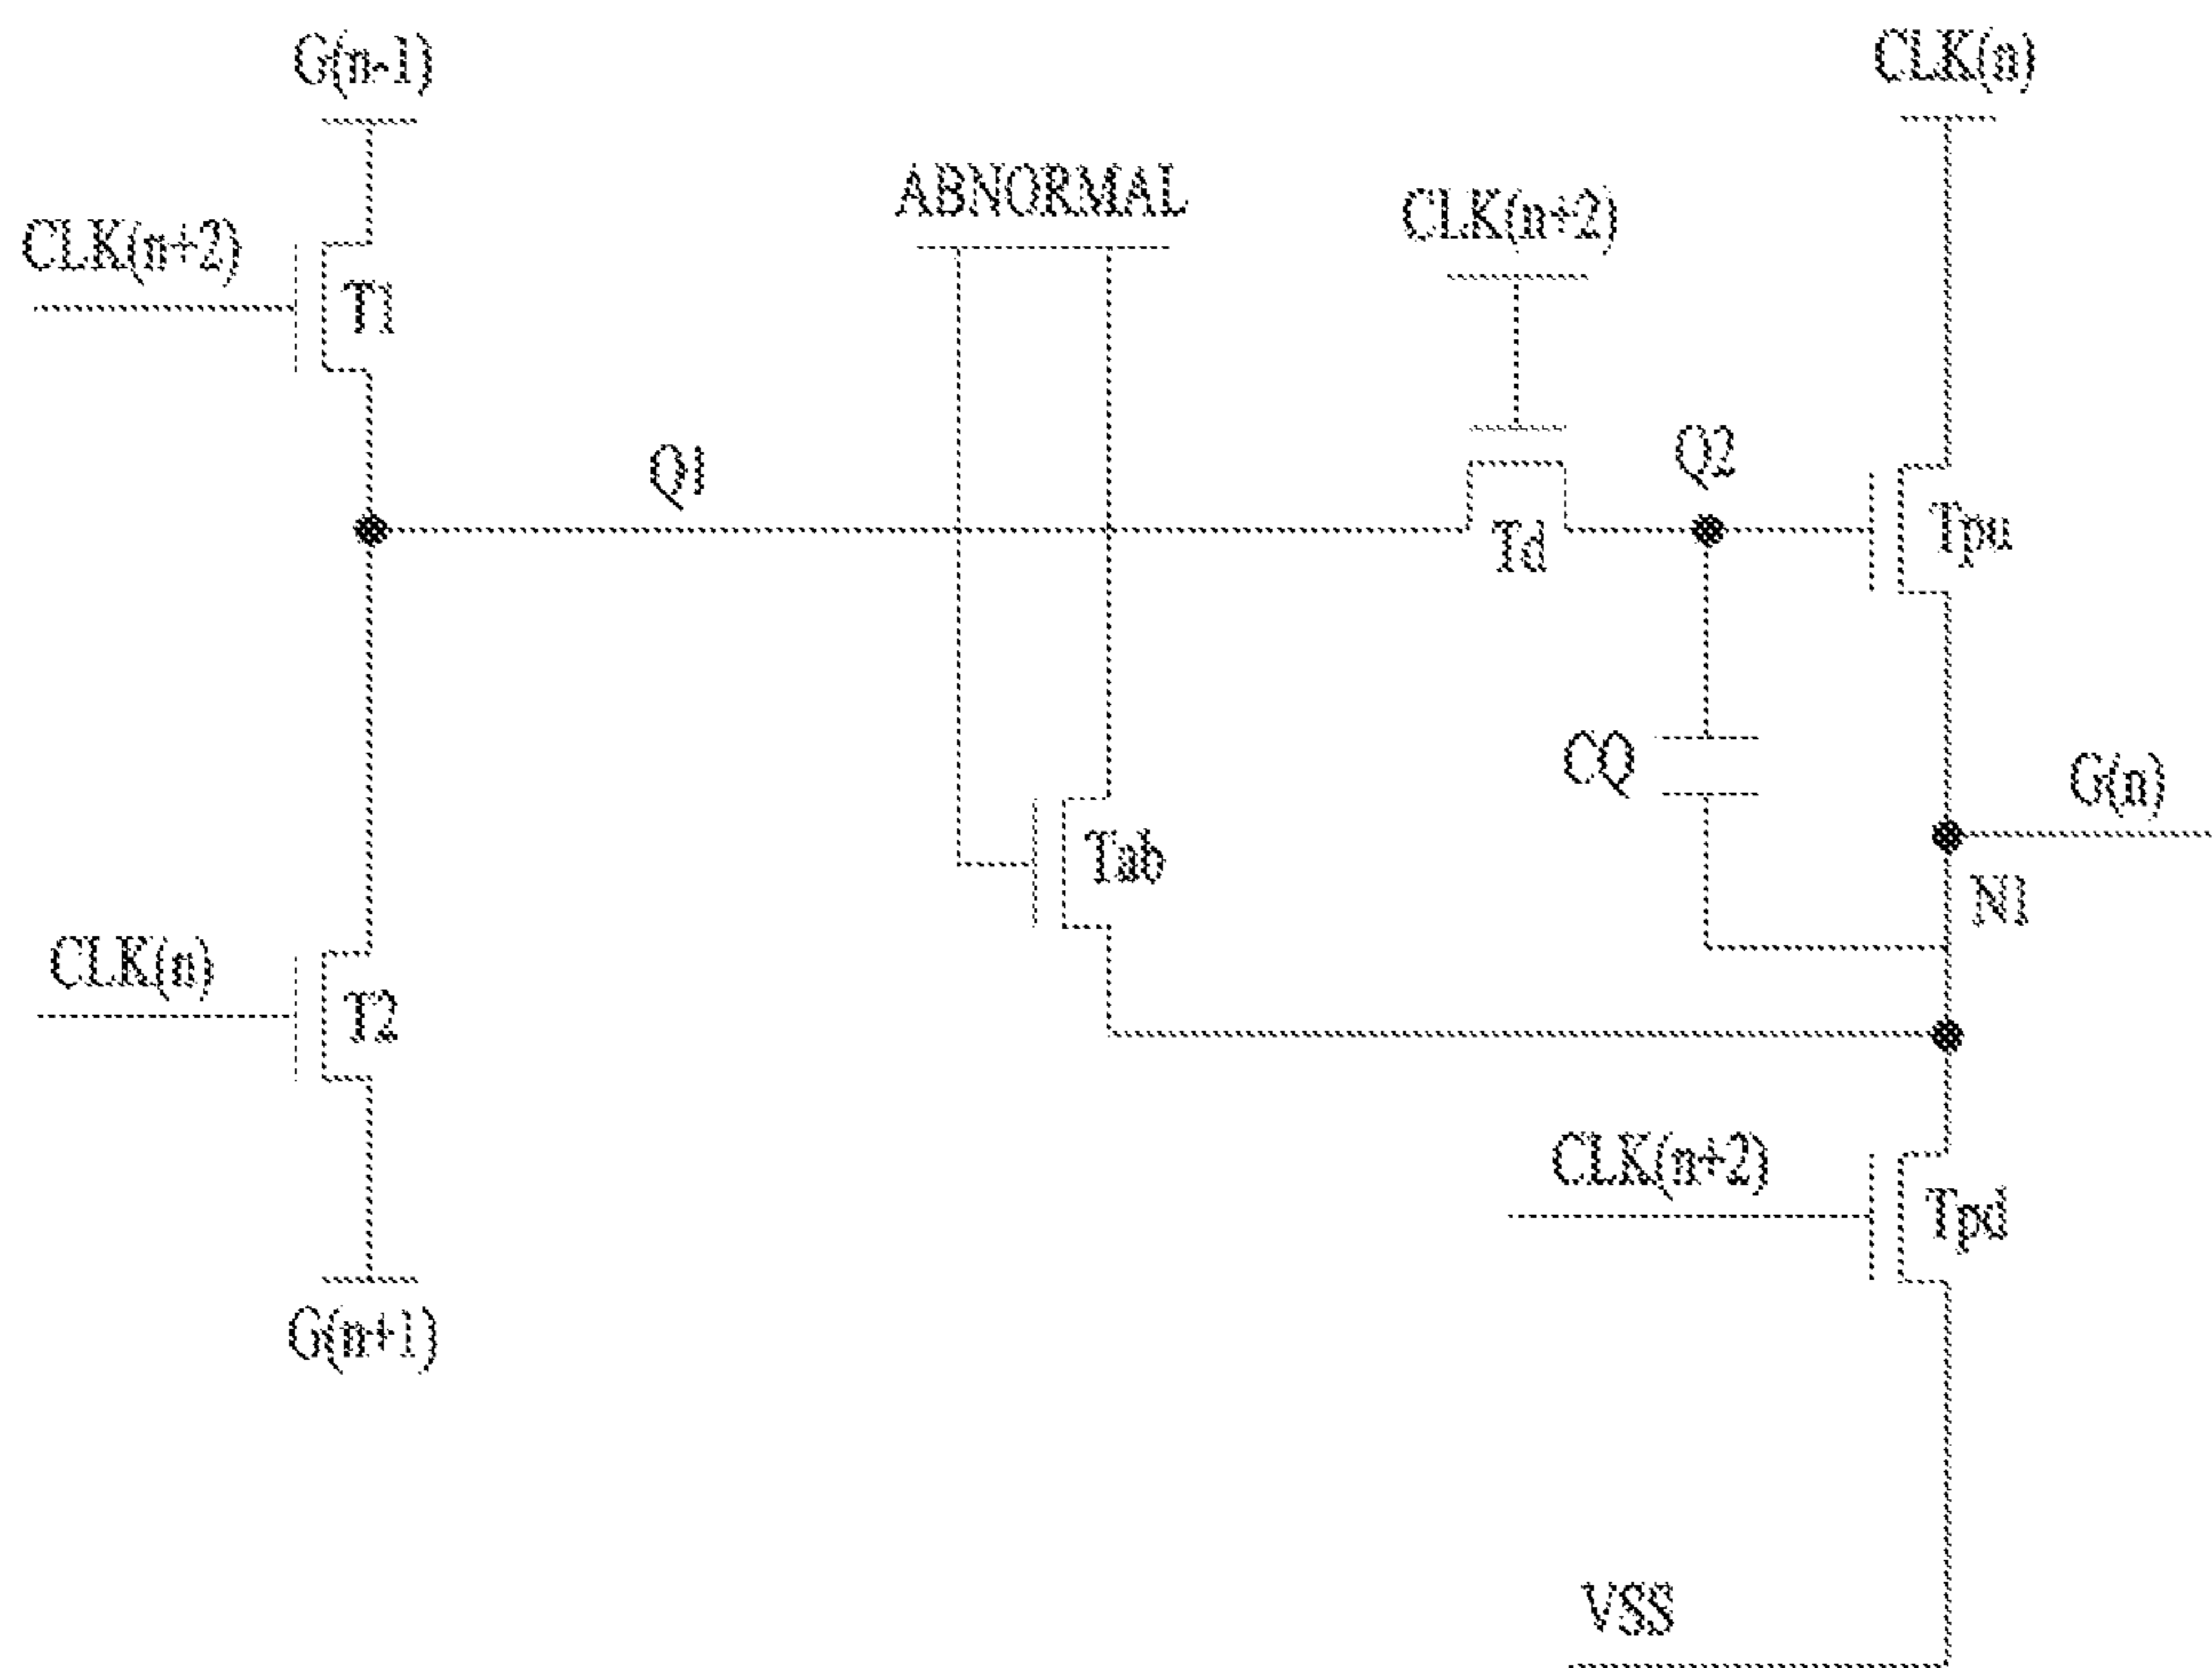 G(n-1)
CLK(n)
ABNORMAL
CLK(n+2)
CLK(n+2)
T1
Q1
Q2
Td
Tpu
CQ
G(n)
Tab
N1
CLK(n)
T2
CLK(n+2)
Tpd
G(n+1)
VSS